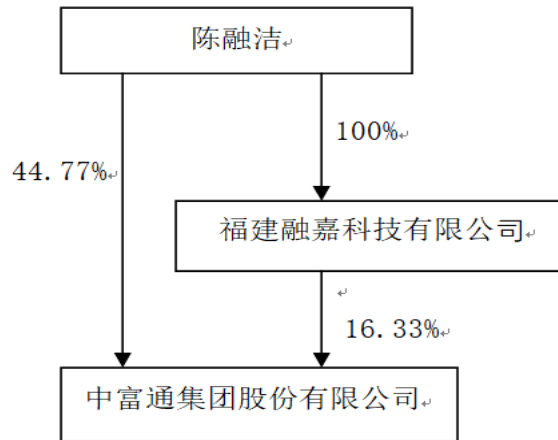 陈融洁
100%
44.77%
福建融嘉科技有限公司
16.33%
中富通集团股份有限公司